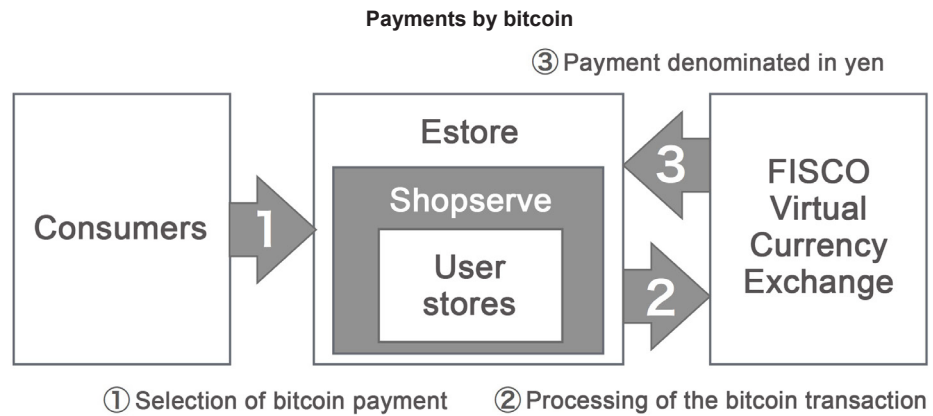 Payments by bitcoin
③ Payment denominated in yen
Consumers
1
Estore
Shopserve
User
stores
3
2
FISCO
Virtual
Currency
Exchange
① Selection of bitcoin payment
② Processing of the bitcoin transaction